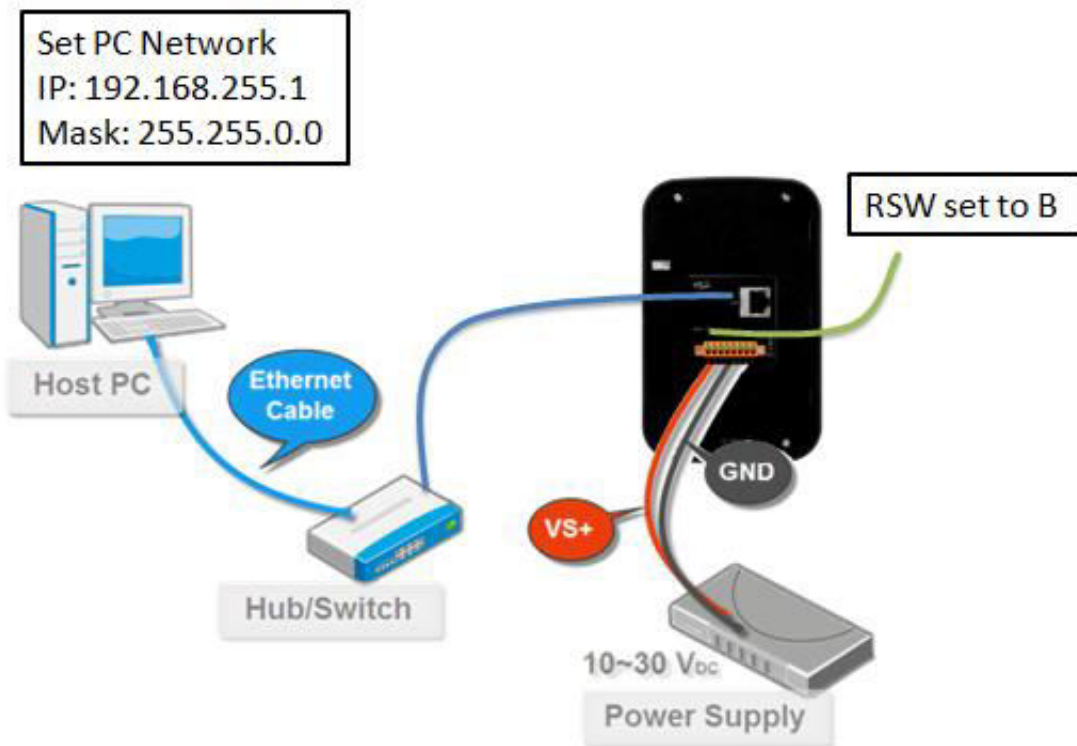 Set PC Network
IP: 192.168.255.1
Mask: 255.255.0.0
RSW set to B
Host PC
Ethernet
Cable
GND
VS+
Hub/Switch
10~30 VDC
Power Supply